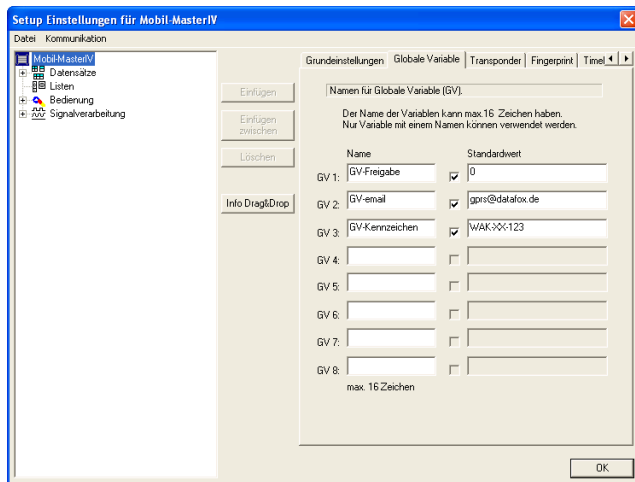 Setup Einstellungen für Mobil-MasterIV
Datei Kommunikation
Mobil-MasterIV
Datensätze
Listen
Bedienung
Signalverarbeitung
Einfügen
Einfügen
zwischen
Löschen
Info Drag&Drop
Grundeinstellungen Globale Variable Transponder Fingerprint Timel
Namen für Globale Variable (GV).
Der Name der Variablen kann max.16 Zeichen haben.
Nur Variable mit einem Namen können verwendet werden.
Name Standardwert
GV 1: GV-Freigabe 0
GV 2: GV-email gprs@datafox.de
GV 3: GV-Kennzeichen WAK-XX-123
GV 4:
GV 5:
GV 6:
GV 7:
GV 8:
max. 16 Zeichen
OK